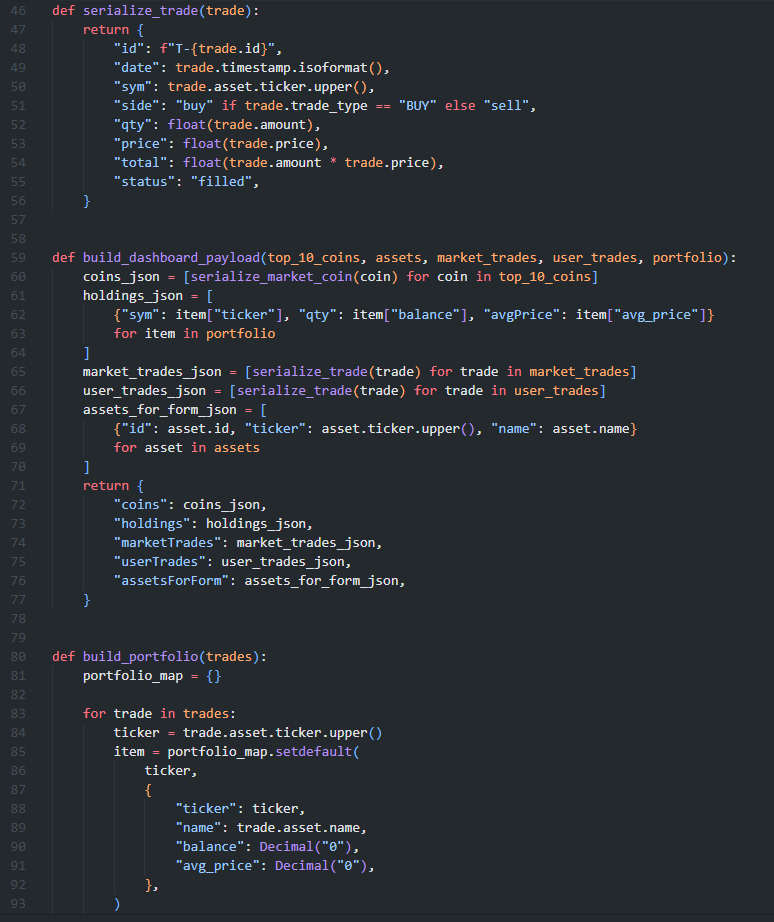 46 def serialize_trade(trade):
47     return {
48         "id": f"T-{trade.id}",
49         "date": trade.timestamp.isoformat(),
50         "sym": trade.asset.ticker.upper(),
51         "side": "buy" if trade.trade_type == "BUY" else "sell",
52         "qty": float(trade.amount),
53         "price": float(trade.price),
54         "total": float(trade.amount * trade.price),
55         "status": "filled",
56     }
57
58
59 def build_dashboard_payload(top_10_coins, assets, market_trades, user_trades, portfolio):
60     coins_json = [serialize_market_coin(coin) for coin in top_10_coins]
61     holdings_json = [
62         {"sym": item["ticker"], "qty": item["balance"], "avgPrice": item["avg_price"]}
63         for item in portfolio
64     ]
65     market_trades_json = [serialize_trade(trade) for trade in market_trades]
66     user_trades_json = [serialize_trade(trade) for trade in user_trades]
67     assets_for_form_json = [
68         {"id": asset.id, "ticker": asset.ticker.upper(), "name": asset.name}
69         for asset in assets
70     ]
71     return {
72         "coins": coins_json,
73         "holdings": holdings_json,
74         "marketTrades": market_trades_json,
75         "userTrades": user_trades_json,
76         "assetsForForm": assets_for_form_json,
77     }
78
79
80 def build_portfolio(trades):
81     portfolio_map = {}
82
83     for trade in trades:
84         ticker = trade.asset.ticker.upper()
85         item = portfolio_map.setdefault(
86             ticker,
87             {
88                 "ticker": ticker,
89                 "name": trade.asset.name,
90                 "balance": Decimal("0"),
91                 "avg_price": Decimal("0"),
92             },
93         )